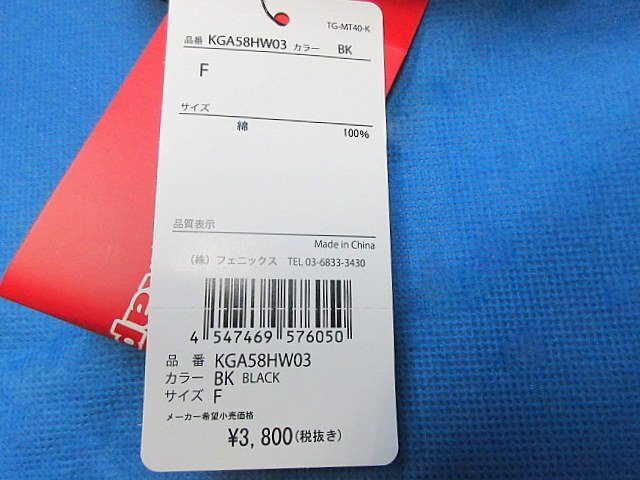 TG-MT40-K
品番 KGA58HW03 カラー BK
F
サイズ
綿 100%
品質表示
Made in China
(株) フェニックス TEL 03-6833-3430
4 547469 576050
品 番 KGA58HW03
カラー BK BLACK
サイズ F
メーカー希望小売価格
¥3,800(税抜き)